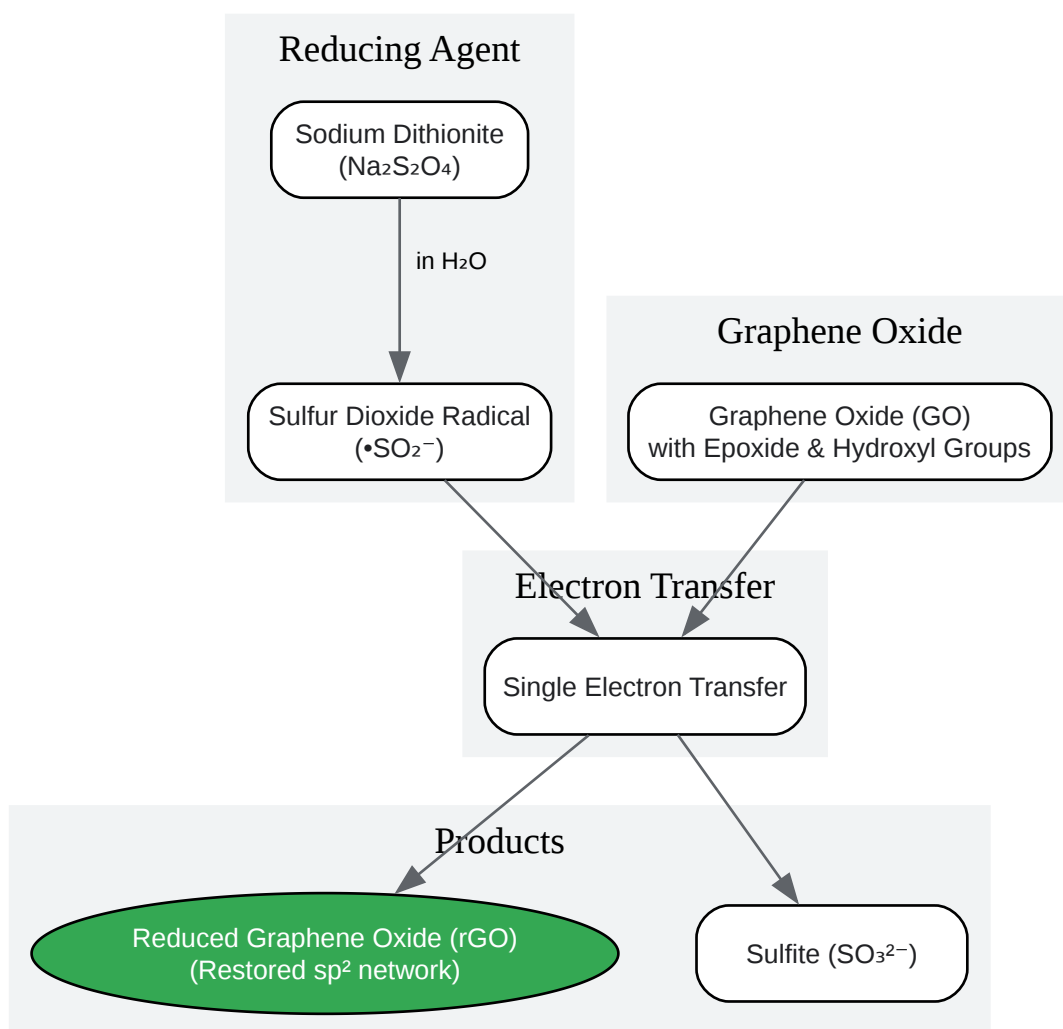 Reducing Agent
Sodium Dithionite
(Na₂S₂O₄)
in H₂O
Graphene Oxide
Sulfur Dioxide Radical
(•SO₂⁻)
Graphene Oxide (GO)
with Epoxide & Hydroxyl Groups
Electron Transfer
Single Electron Transfer
Products
Reduced Graphene Oxide (rGO)
(Restored sp² network)
Sulfite (SO₃²⁻)